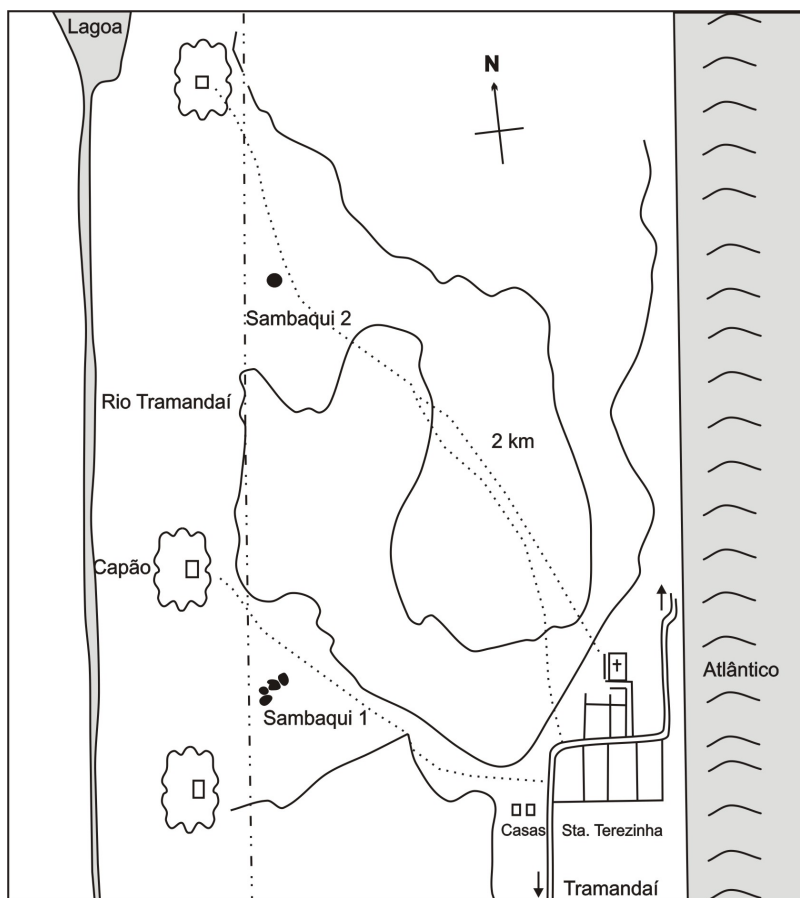 Lagoa
N
Sambaqui 2
Rio Tramandaí
2 km
Capão
Atlântico
Sambaqui 1
Casas
Sta. Terezinha
Tramandaí